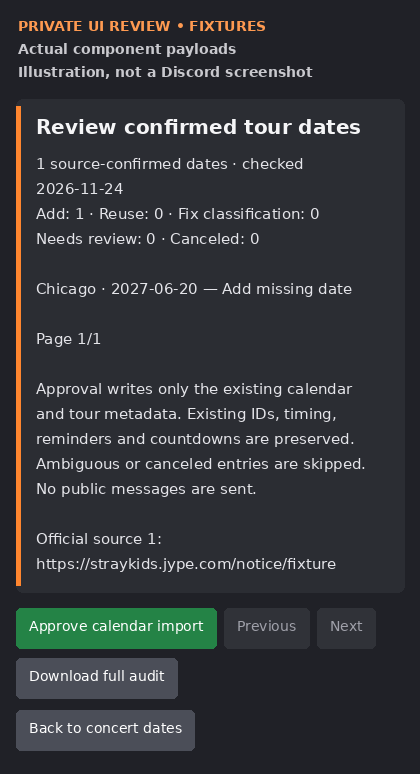 PRIVATE UI REVIEW • FIXTURES
Actual component payloads
Illustration, not a Discord screenshot
Review confirmed tour dates
1 source-confirmed dates · checked
2026-11-24
Add: 1 · Reuse: 0 · Fix classification: 0
Needs review: 0 · Canceled: 0
Chicago · 2027-06-20 — Add missing date
Page 1/1
Approval writes only the existing calendar
and tour metadata. Existing IDs, timing,
reminders and countdowns are preserved.
Ambiguous or canceled entries are skipped.
No public messages are sent.
Official source 1:
https://straykids.jype.com/notice/fixture
Approve calendar import
Previous
Next
Download full audit
Back to concert dates